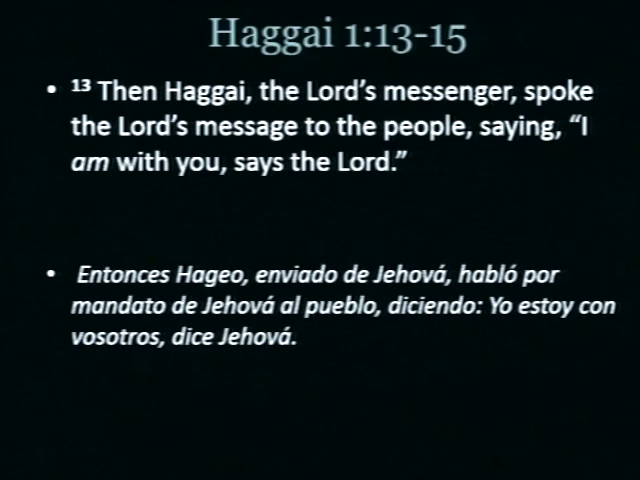 Haggai 1:13-15
• 13 Then Haggai, the Lord’s messenger, spoke
the Lord’s message to the people, saying, “I
am with you, says the Lord.”
• Entonces Hageo, enviado de Jehová, habló por
mandato de Jehová al pueblo, diciendo: Yo estoy con
vosotros, dice Jehová.